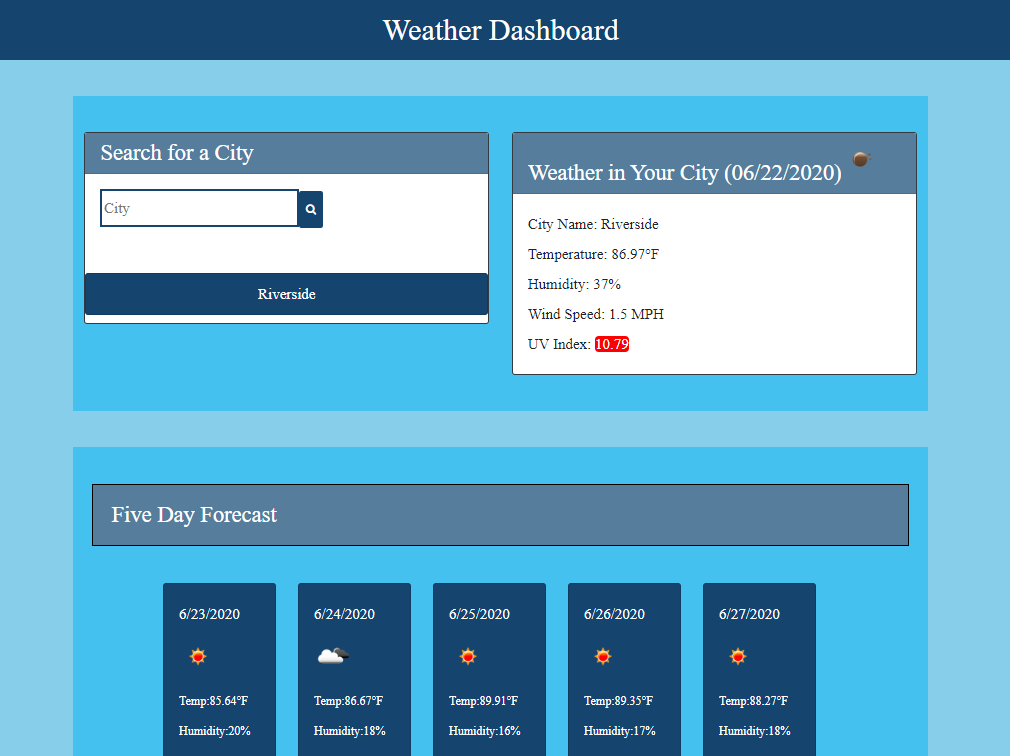 Weather Dashboard
Search for a City
City
Riverside
Weather in Your City (06/22/2020)
City Name: Riverside
Temperature: 86.97°F
Humidity: 37%
Wind Speed: 1.5 MPH
UV Index: 10.79
Five Day Forecast
6/23/2020
Temp:85.64°F
Humidity:20%
6/24/2020
Temp:86.67°F
Humidity:18%
6/25/2020
Temp:89.91°F
Humidity:16%
6/26/2020
Temp:89.35°F
Humidity:17%
6/27/2020
Temp:88.27°F
Humidity:18%